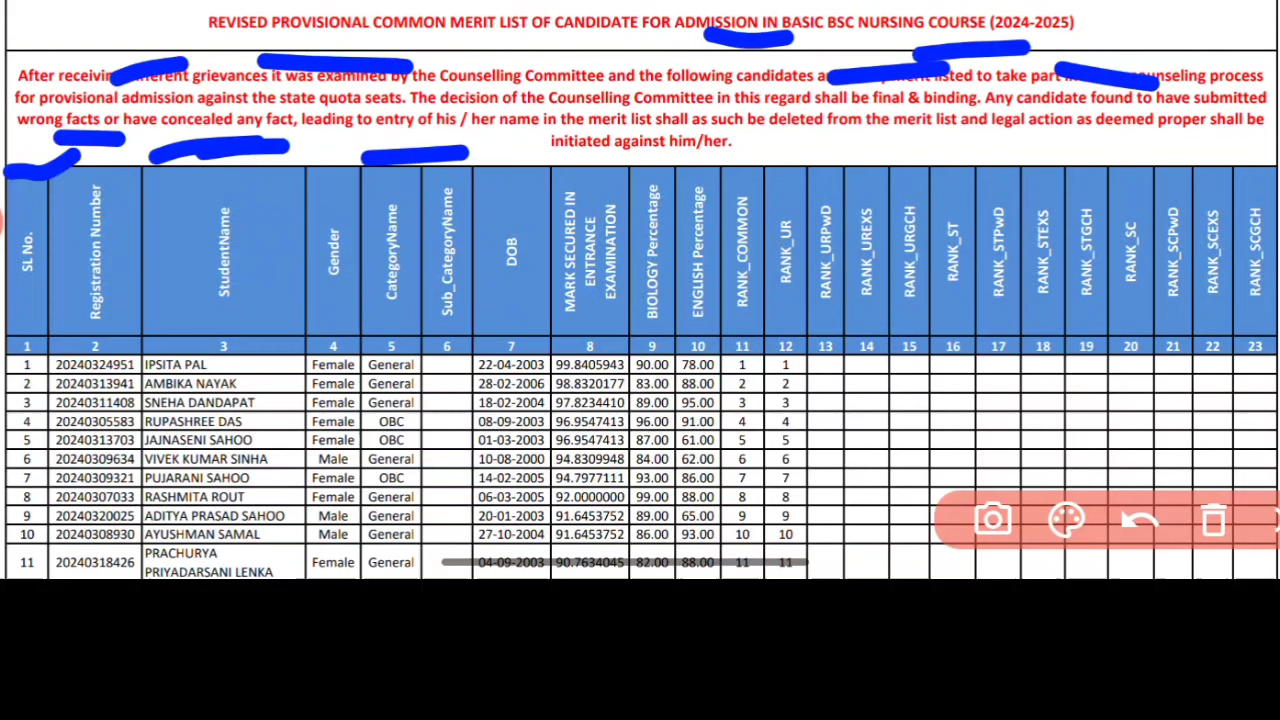 REVISED PROVISIONAL COMMON MERIT LIST OF CANDIDATE FOR ADMISSION IN BASIC BSC NURSING COURSE (2024-2025)
After receiving grievances it was examined by the Counselling Committee and the following candidates listed to take part process
for provisional admission against the state quota seats. The decision of the Counselling Committee in this regard shall be final & binding. Any candidate found to have submitted
wrong facts or have concealed any fact, leading to entry of his / her name in the merit list shall as such be deleted from the merit list and legal action as deemed proper shall be
initiated against him/her.
SL No. Registration Number StudentName Gender CategoryName Sub_CategoryName DOB MARK SECURED IN ENTRANCE EXAMINATION BIOLOGY Percentage ENGLISH Percentage RANK_COMMON RANK_UR RANK_URPwD RANK_UREXS RANK_URGCH RANK_ST RANK_STPwD RANK_STEXS RANK_STGCH RANK_SC RANK_SCPwD RANK_SCEXS RANK_SCGCH
1 2 3 4 5 6 7 8 9 10 11 12 13 14 15 16 17 18 19 20 21 22 23
1 20240324951 IPSITA PAL Female General 22-04-2003 99.8405943 90.00 78.00 1 1
2 20240313941 AMBIKA NAYAK Female General 28-02-2006 98.8320177 83.00 88.00 2 2
3 20240311408 SNEHA DANDAPAT Female General 18-02-2004 97.8234410 89.00 95.00 3 3
4 20240305583 RUPASHREE DAS Female OBC 08-09-2003 96.9547413 96.00 91.00 4 4
5 20240313703 JAJNASENI SAHOO Female OBC 01-03-2003 96.9547413 87.00 61.00 5 5
6 20240309634 VIVEK KUMAR SINHA Male General 10-08-2000 94.8309948 84.00 62.00 6 6
7 20240309321 PUJARANI SAHOO Female OBC 14-02-2005 94.7977111 93.00 86.00 7 7
8 20240307033 RASHMITA ROUT Female General 06-03-2005 92.0000000 99.00 88.00 8 8
9 20240320025 ADITYA PRASAD SAHOO Male General 20-01-2003 91.6453752 89.00 65.00 9 9
10 20240308930 AYUSHMAN SAMAL Male General 27-10-2004 91.6453752 86.00 93.00 10 10
11 20240318426 PRACHURYA PRIYADARSANI LENKA Female General 04-09-2003 90.7634045 82.00 88.00 11 11